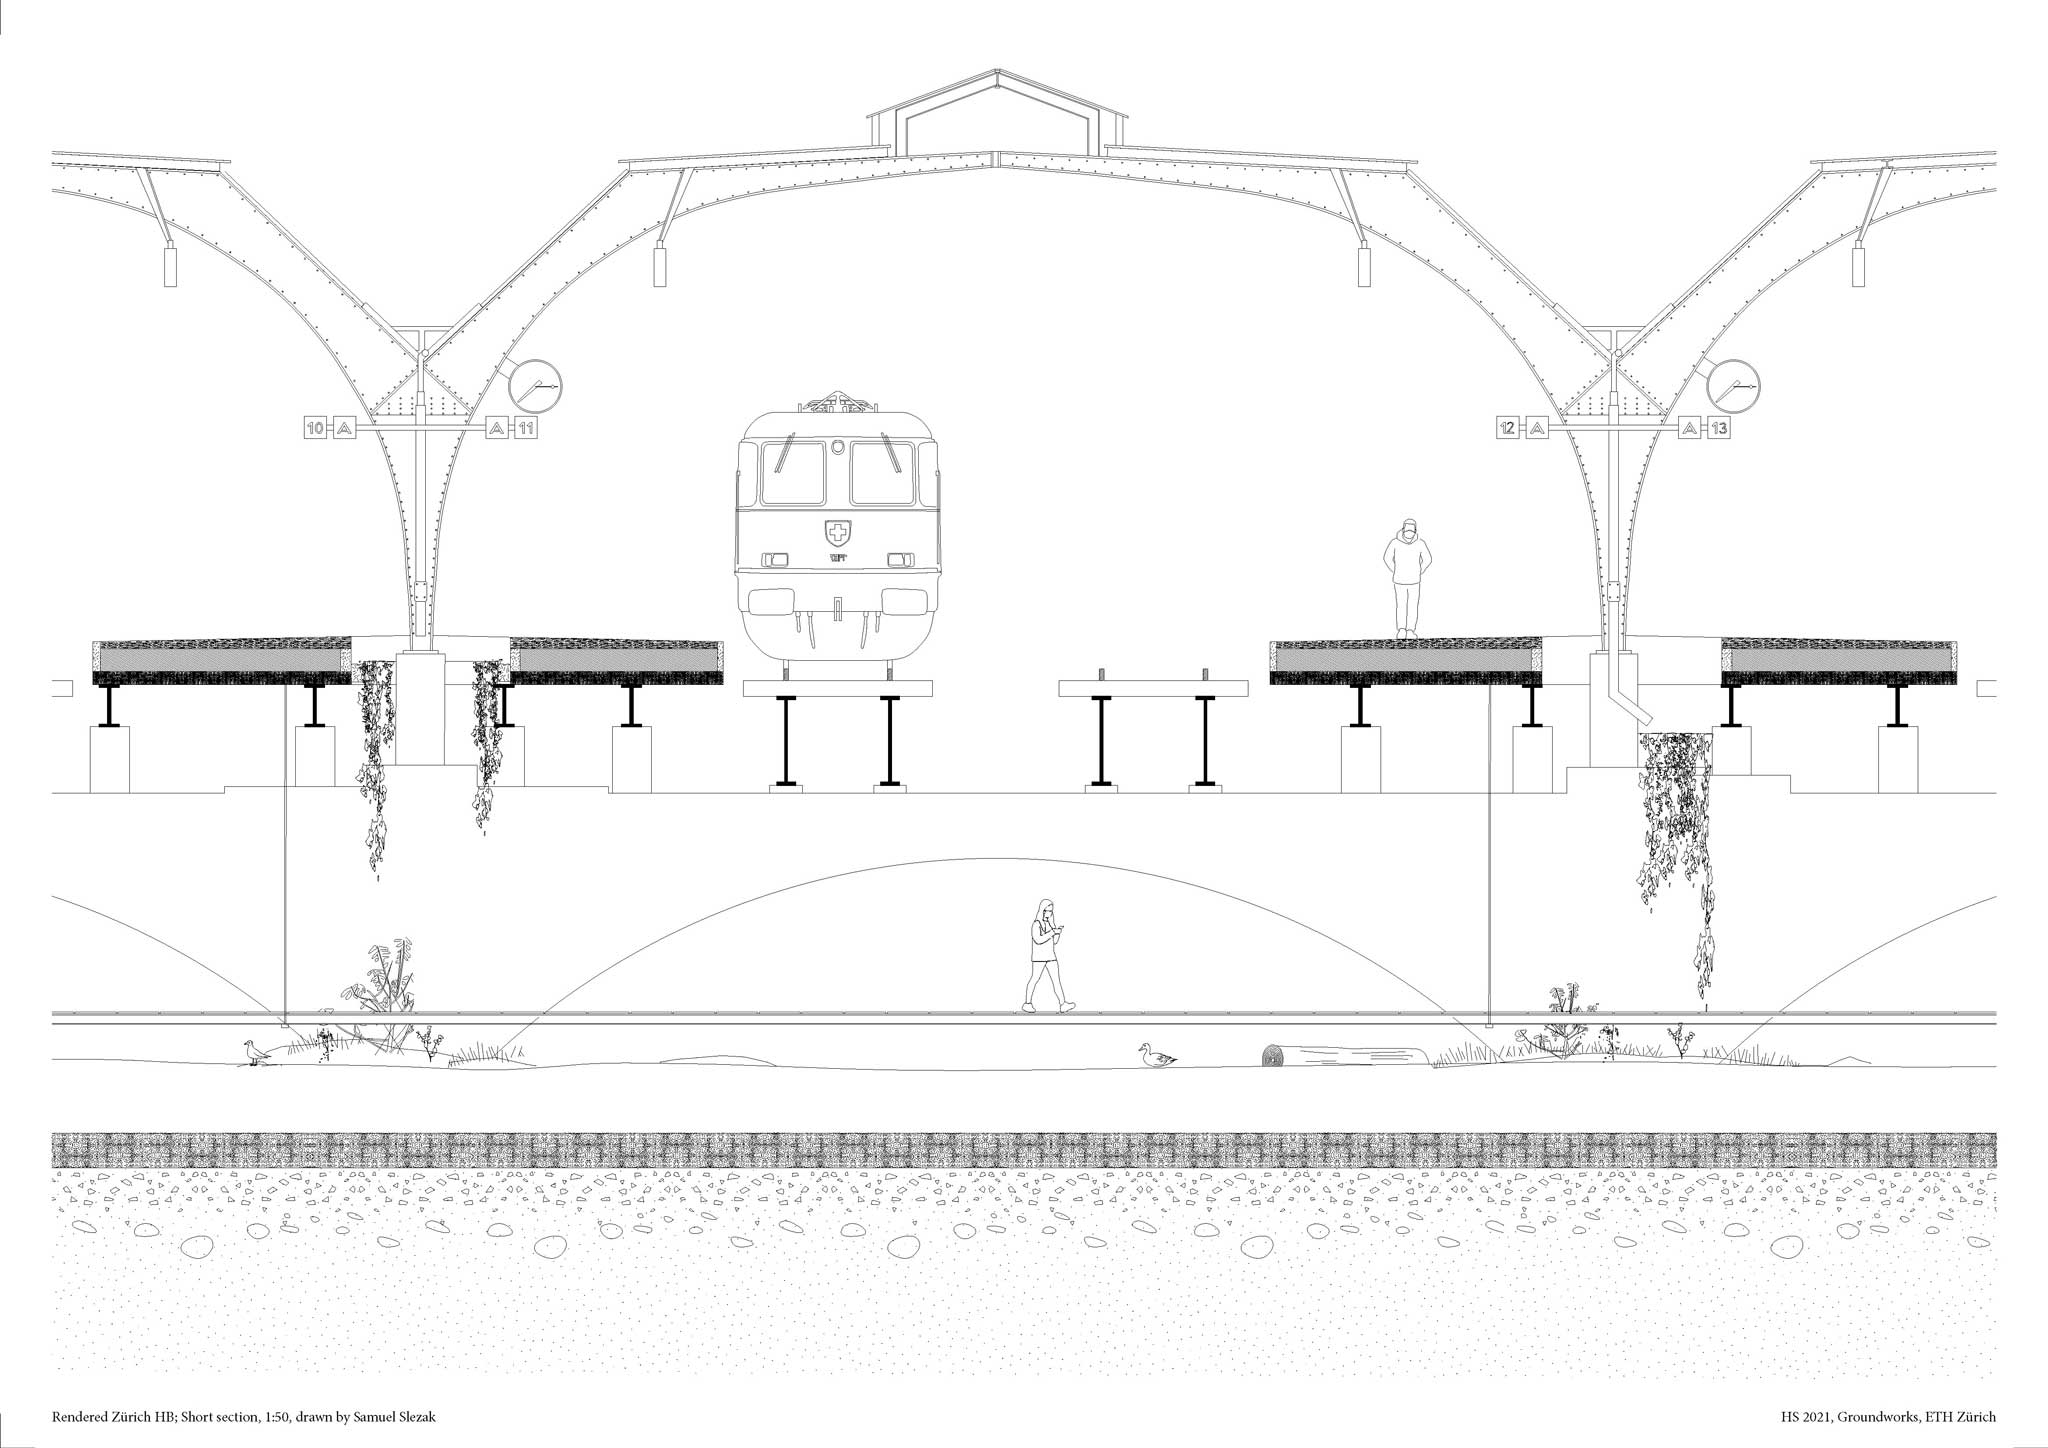 10 A A 11
12 A A 13
Rendered Zürich HB; Short section, 1:50, drawn by Samuel Slezak
HS 2021, Groundworks, ETH Zürich